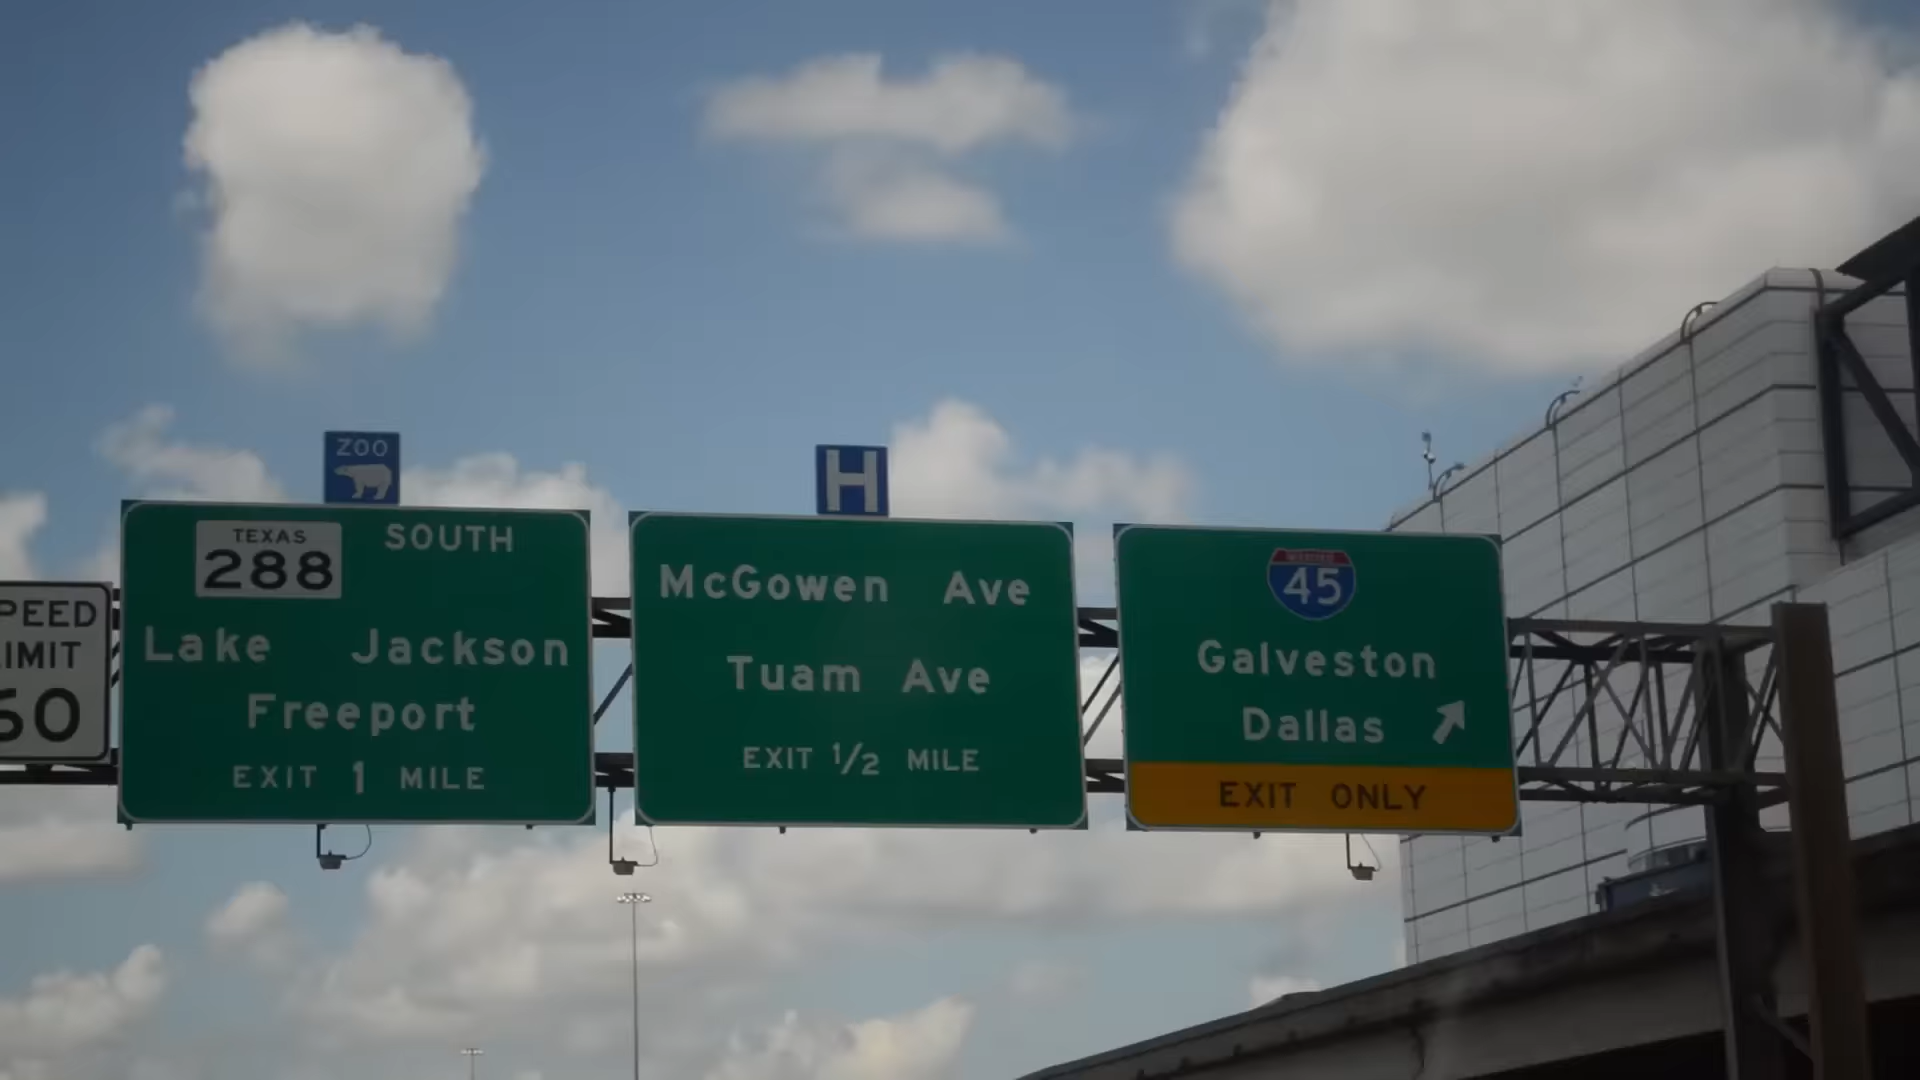 ZOO
TEXAS
288
SOUTH
Lake Jackson
Freeport
EXIT 1 MILE
H
McGowen Ave
Tuam Ave
EXIT 1/2 MILE
45
Galveston
Dallas
EXIT ONLY
PEED
IMIT
60